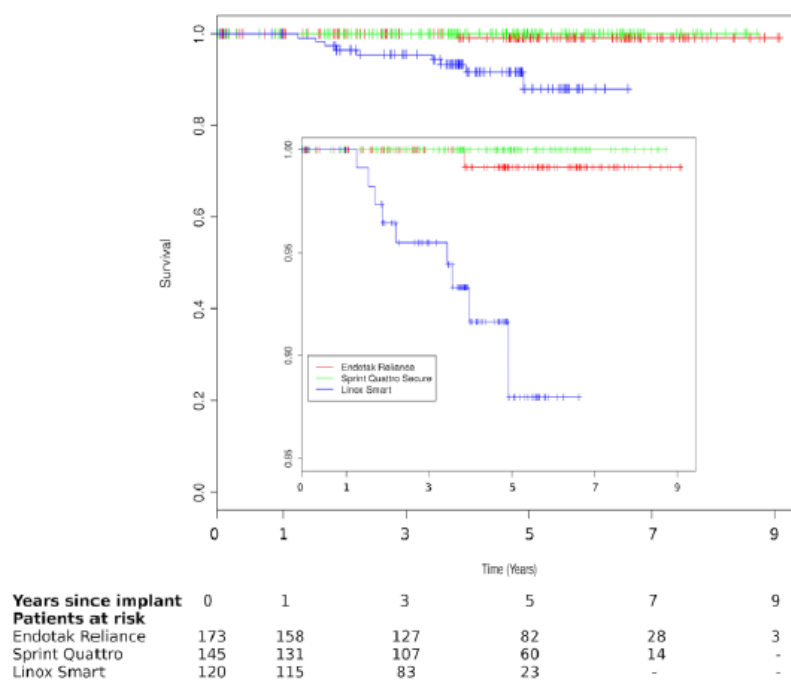 1.0
0.8
0.6
0.4
0.2
0.0
Survival
1.00
0.95
0.90
0.85
Endotak Reliance
Sprint Quattro Secure
Linox Smart
0 1 3 5 7 9
0 1 3 5 7 9
Time (Years)
Years since implant 0 1 3 5 7 9
Patients at risk
Endotak Reliance 173 158 127 82 28 3
Sprint Quattro 145 131 107 60 14 -
Linox Smart 120 115 83 23 - -